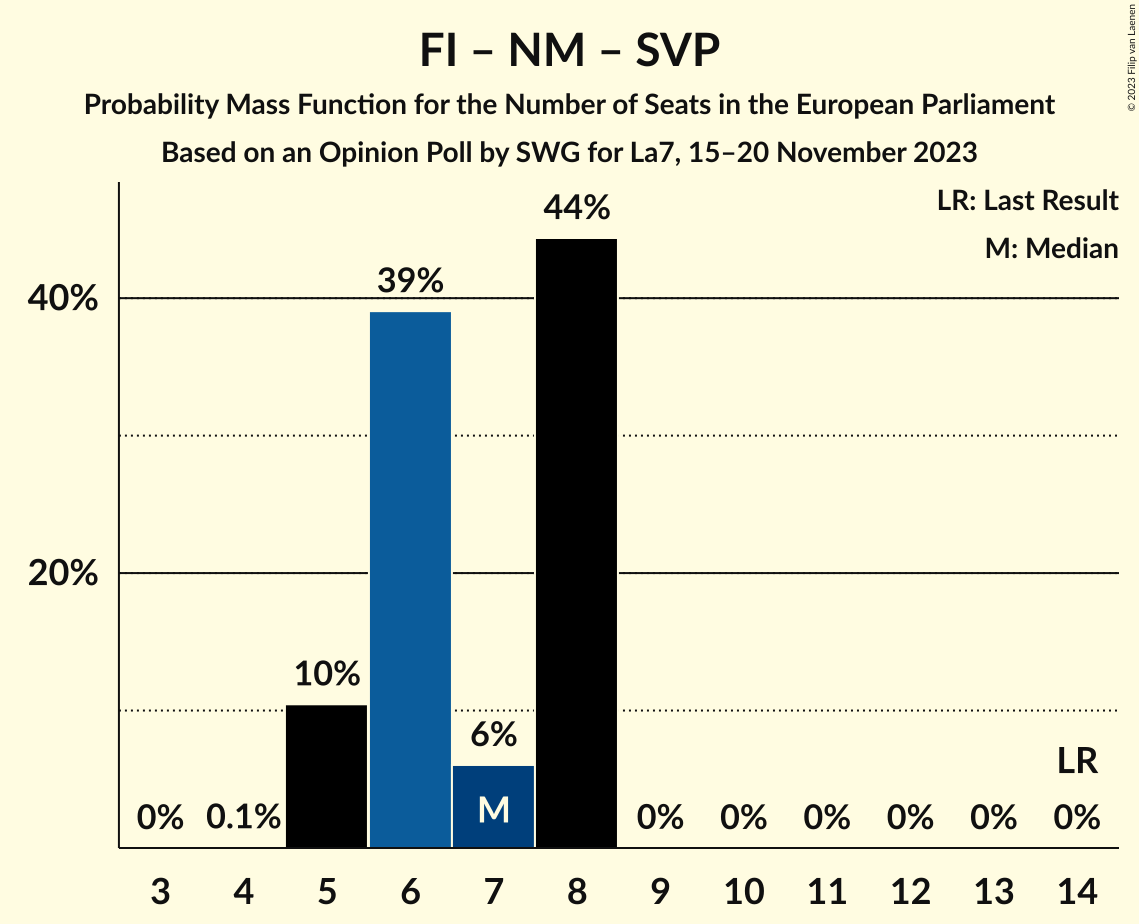 FI – NM – SVP
Probability Mass Function for the Number of Seats in the European Parliament
Based on an Opinion Poll by SWG for La7, 15–20 November 2023
© 2023 Filip van Laenen
LR: Last Result
M: Median
40%
20%
0%
0.1%
10%
39%
6%
M
44%
0%
0%
0%
0%
0%
LR
0%
3 4 5 6 7 8 9 10 11 12 13 14